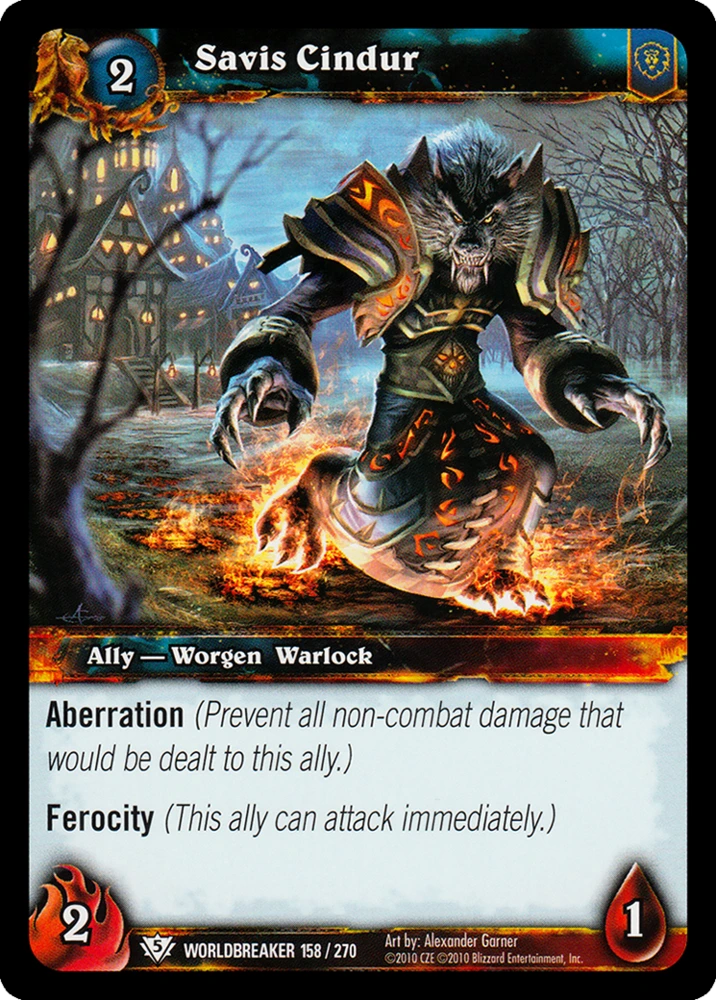 2
Savis Cindur
Ally — Worgen Warlock
Aberration (Prevent all non-combat damage that
would be dealt to this ally.)
Ferocity (This ally can attack immediately.)
2
5
WORLDBREAKER 158 / 270
Art by: Alexander Garner
©2010 CZE ©2010 Blizzard Entertainment, Inc.
1